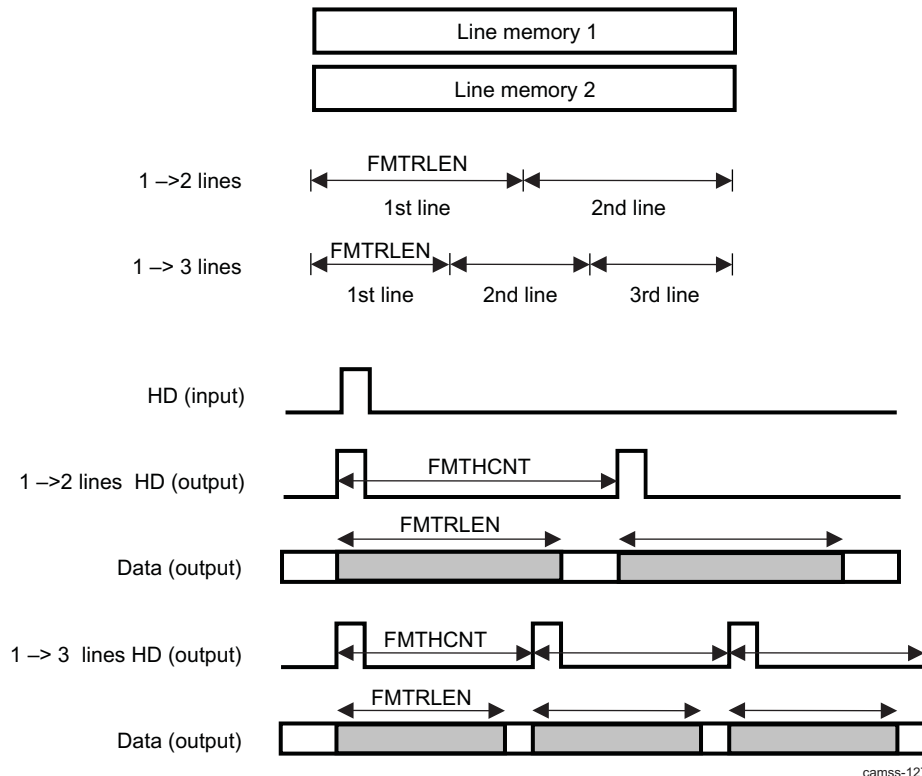 Line memory 1
Line memory 2
1 –>2 lines
FMTRLEN
1st line
2nd line
1 –> 3 lines
FMTRLEN
1st line
2nd line
3rd line
HD (input)
1 –>2 lines HD (output)
FMTHCNT
FMTRLEN
Data (output)
1 –> 3 lines HD (output)
FMTHCNT
FMTRLEN
Data (output)